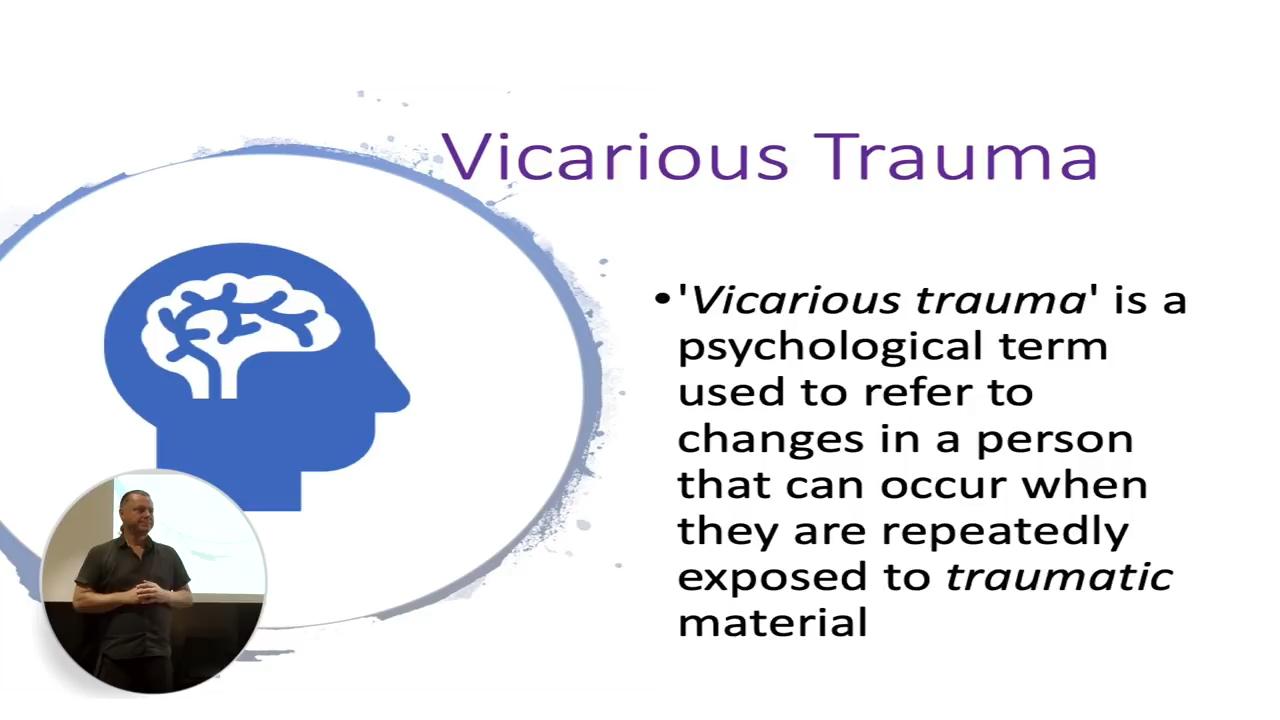 Vicarious Trauma
•'Vicarious trauma' is a
psychological term
used to refer to
changes in a person
that can occur when
they are repeatedly
exposed to traumatic
material